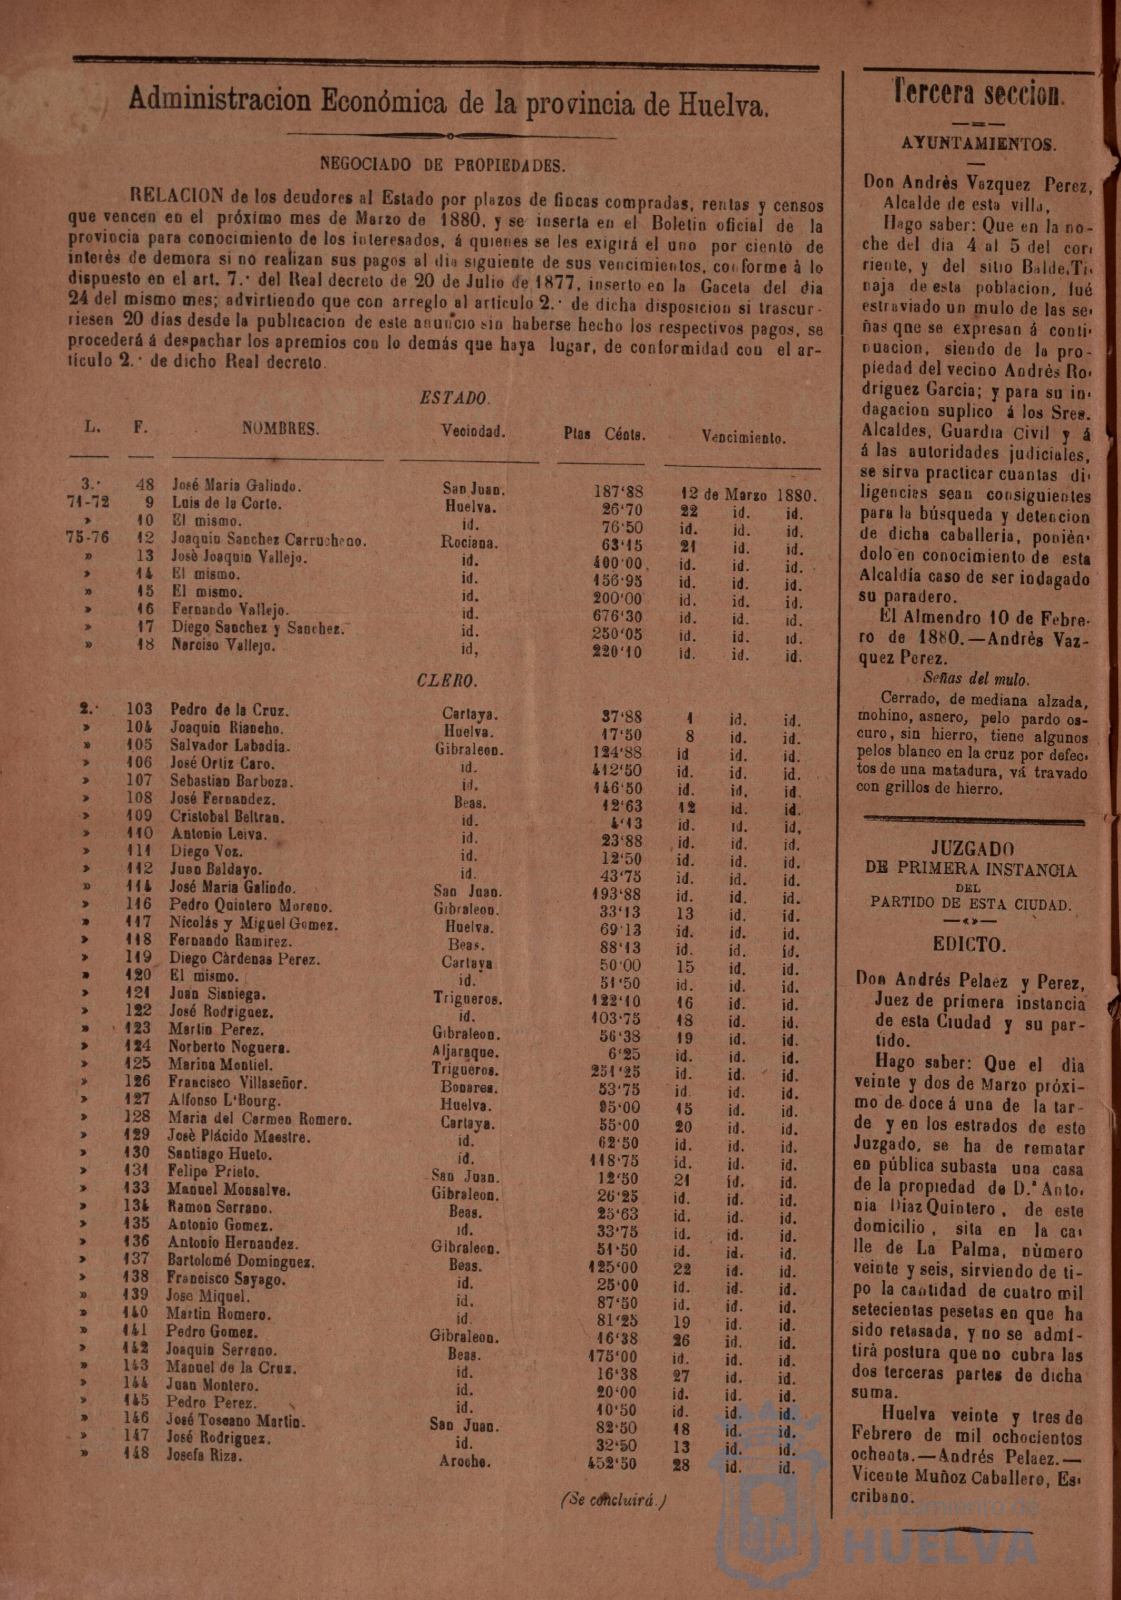 Administracion Económica de la provincia de Huelva.
NEGOCIADO DE PROPIEDADES.
RELACION de los deudores al Estado por plazos de fincas compradas, rentas y censos
que vencen en el próximo mes de Marzo de 1880, y se inserta en el Boletin oficial de la
provincia para conocimiento de los interesados, á quienes se les exigirá el uno por ciento de
interés de demora si no realizan sus pagos al dia siguiente de sus vencimientos, conforme á lo
dispuesto en el art. 7.° del Real decreto de 20 de Julio de 1877, inserto en la Gaceta del dia
24 del mismo mes; advirtiendo que con arreglo al artículo 2.° de dicha disposicion si trascur-
riesen 20 dias desde la publicacion de este anuncio sin haberse hecho los respectivos pagos, se
procederá á despachar los apremios con lo demás que haya lugar, de conformidad con el ar-
tículo 2.° de dicho Real decreto.
ESTADO.
L. F. NOMBRES. Vecindad. Ptas Cénts. Vencimiento.
3.° 48 José Maria Galindo. San Juan. 187‘88 12 de Marzo 1880.
71-72 9 Luis de la Corte. Huelva. 26‘70 22 id. id.
» 10 El mismo. id. 76‘50 id. id. id.
75-76 12 Joaquin Sanchez Carrucheno. Rociana. 63‘15 21 id. id.
» 13 Josè Joaquin Vallejo. id. 400‘00 id. id. id.
» 14 El mismo. id. 156‘95 id. id. id.
» 15 El mismo. id. 200‘00 id. id. id.
» 16 Fernando Vallejo. id. 676‘30 id. id. id.
» 17 Diego Sanchez y Sanchez. id. 250‘05 id. id. id.
» 18 Narciso Vallejo. id, 220‘10 id. id. id.
CLERO.
2.° 103 Pedro de la Cruz. Cartaya. 37‘88 1 id. id.
» 104 Joaquin Riancho. Huelva. 17‘50 8 id. id.
» 105 Salvador Labadia. Gibraleon. 124‘88 id id. id.
» 106 José Ortiz Caro. id. 412‘50 id. id. id.
» 107 Sebastian Barboza. id. 146‘50 id. id. id.
» 108 José Fernandez. Beas. 12‘63 12 id. id.
» 109 Cristobal Beltran. id. 4‘13 id. id. id,
» 110 Antonio Leiva. id. 23‘88 id. id. id.
» 111 Diego Voz. id. 12‘50 id. id. id.
» 112 Juan Baldayo. id. 43‘75 id. id. id.
» 114 José Maria Galindo. San Juan. 193‘88 id. id. id.
» 116 Pedro Quintero Moreno. Gibraleon. 33‘13 13 id. id.
» 117 Nicolás y Miguel Gomez. Huelva. 69‘13 id. id. id.
» 118 Fernando Ramirez. Beas. 88‘13 id. id. id.
» 119 Diego Càrdenas Perez. Cartaya 50‘00 15 id. id.
» 120 El mismo. id. 51‘50 id. id. id.
» 121 Juan Sisniega. Trigueros. 122‘10 16 id. id.
» 122 José Rodriguez. id. 103‘75 18 id. id.
» 123 Martin Perez. Gibraleon. 56‘38 19 id. id.
» 124 Norberto Noguera. Aljaraque. 6‘25 id. id. id.
» 125 Marina Montiel. Trigueros. 251‘25 id. id. id.
» 126 Francisco Villaseñor. Bonares. 53‘75 id. id. id.
» 127 Alfonso L‘Bourg. Huelva. 95‘00 15 id. id.
» 128 Maria del Carmen Romero. Cartaya. 55‘00 20 id. id.
» 129 Josè Plácido Maestre. id. 62‘50 id. id. id.
» 130 Santiago Hueto. id. 118‘75 id. id. id.
» 131 Felipe Prieto. San Juan. 12‘50 21 id. id.
» 133 Manuel Monsalve. Gibraleon. 26‘25 id. id. id.
» 134 Ramon Serrano. Beas. 25‘63 id. id. id.
» 135 Antonio Gomez. id. 33‘75 id. id. id.
» 136 Antonio Hernandez. Gibraleon. 51‘50 id. id. id.
» 137 Bartolomé Dominguez. Beas. 125‘00 22 id. id.
» 138 Francisco Sayago. id. 25‘00 id. id. id.
» 139 Jose Miquel. id. 87‘50 id. id. id.
» 140 Martin Romero. id. 81‘25 19 id. id.
» 141 Pedro Gomez. Gibraleon. 16‘38 26 id. id.
» 142 Joaquin Serrano. Beas. 175‘00 id. id. id.
» 143 Manuel de la Cruz. id. 16‘38 27 id. id.
» 144 Juan Montero. id. 20‘00 id. id. id.
» 145 Pedro Perez. id. 10‘50 id. id. id.
» 146 José Toscano Martin. San Juan. 82‘50 18 id. id.
» 147 José Rodriguez. id. 32‘50 13 id. id.
» 148 Josefa Riza. Aroche. 452‘50 28 id. id.
(Se concluirá.)
Tercera seccion.
AYUNTAMIENTOS.
Don Andrès Vazquez Perez,
Alcalde de esta villa,
Hago saber: Que en la no-
che del dia 4 al 5 del cor-
riente, y del sitio Balde,Ti-
naja de esta poblacion, fué
estraviado un mulo de las se-
ñas que se expresan á conti-
nuacion, siendo de la pro-
piedad del vecino Andrés Ro-
driguez Garcia; y para su in-
dagacion suplico á los Sres.
Alcaldes, Guardia Civil y á
á las autoridades judiciales,
se sirva practicar cuantas di-
ligencies sean consiguientes
para la búsqueda y detencion
de dicha caballeria, ponién-
dolo en conocimiento de esta
Alcaldía caso de ser indagado
su paradero.
El Almendro 10 de Febre-
ro de 1880.—Andrés Vaz-
quez Perez.
Señas del mulo.
Cerrado, de mediana alzada,
mohino, asnero, pelo pardo os-
curo, sin hierro, tiene algunos
pelos blanco en la cruz por defec-
tos de una matadura, vá travado
con grillos de hierro.
JUZGADO
DE PRIMERA INSTANCIA
DEL
PARTIDO DE ESTA CIUDAD.
EDICTO.
Don Andrés Pelaez y Perez,
Juez de primera instancia
de esta Ciudad y su par-
tido.
Hago saber: Que el dia
veinte y dos de Marzo próxi-
mo de doce á una de la tar-
de y en los estrados de este
Juzgado, se ha de rematar
en pública subasta una casa
de la propiedad de D.ª Anto-
nia Diaz Quintero, de este
domicilio, sita en la ca-
lle de La Palma, nùmero
veinte y seis, sirviendo de ti-
po la cantidad de cuatro mil
setecientas pesetas en que ha
sido retasada, y no se admi-
tirá postura que no cubra las
dos terceras partes de dicha
suma.
Huelva veinte y tres de
Febrero de mil ochocientos
ochenta.—Andrés Pelaez.—
Vicente Muñoz Caballero, Es-
cribano.
Ayuntamiento de
HUELVA